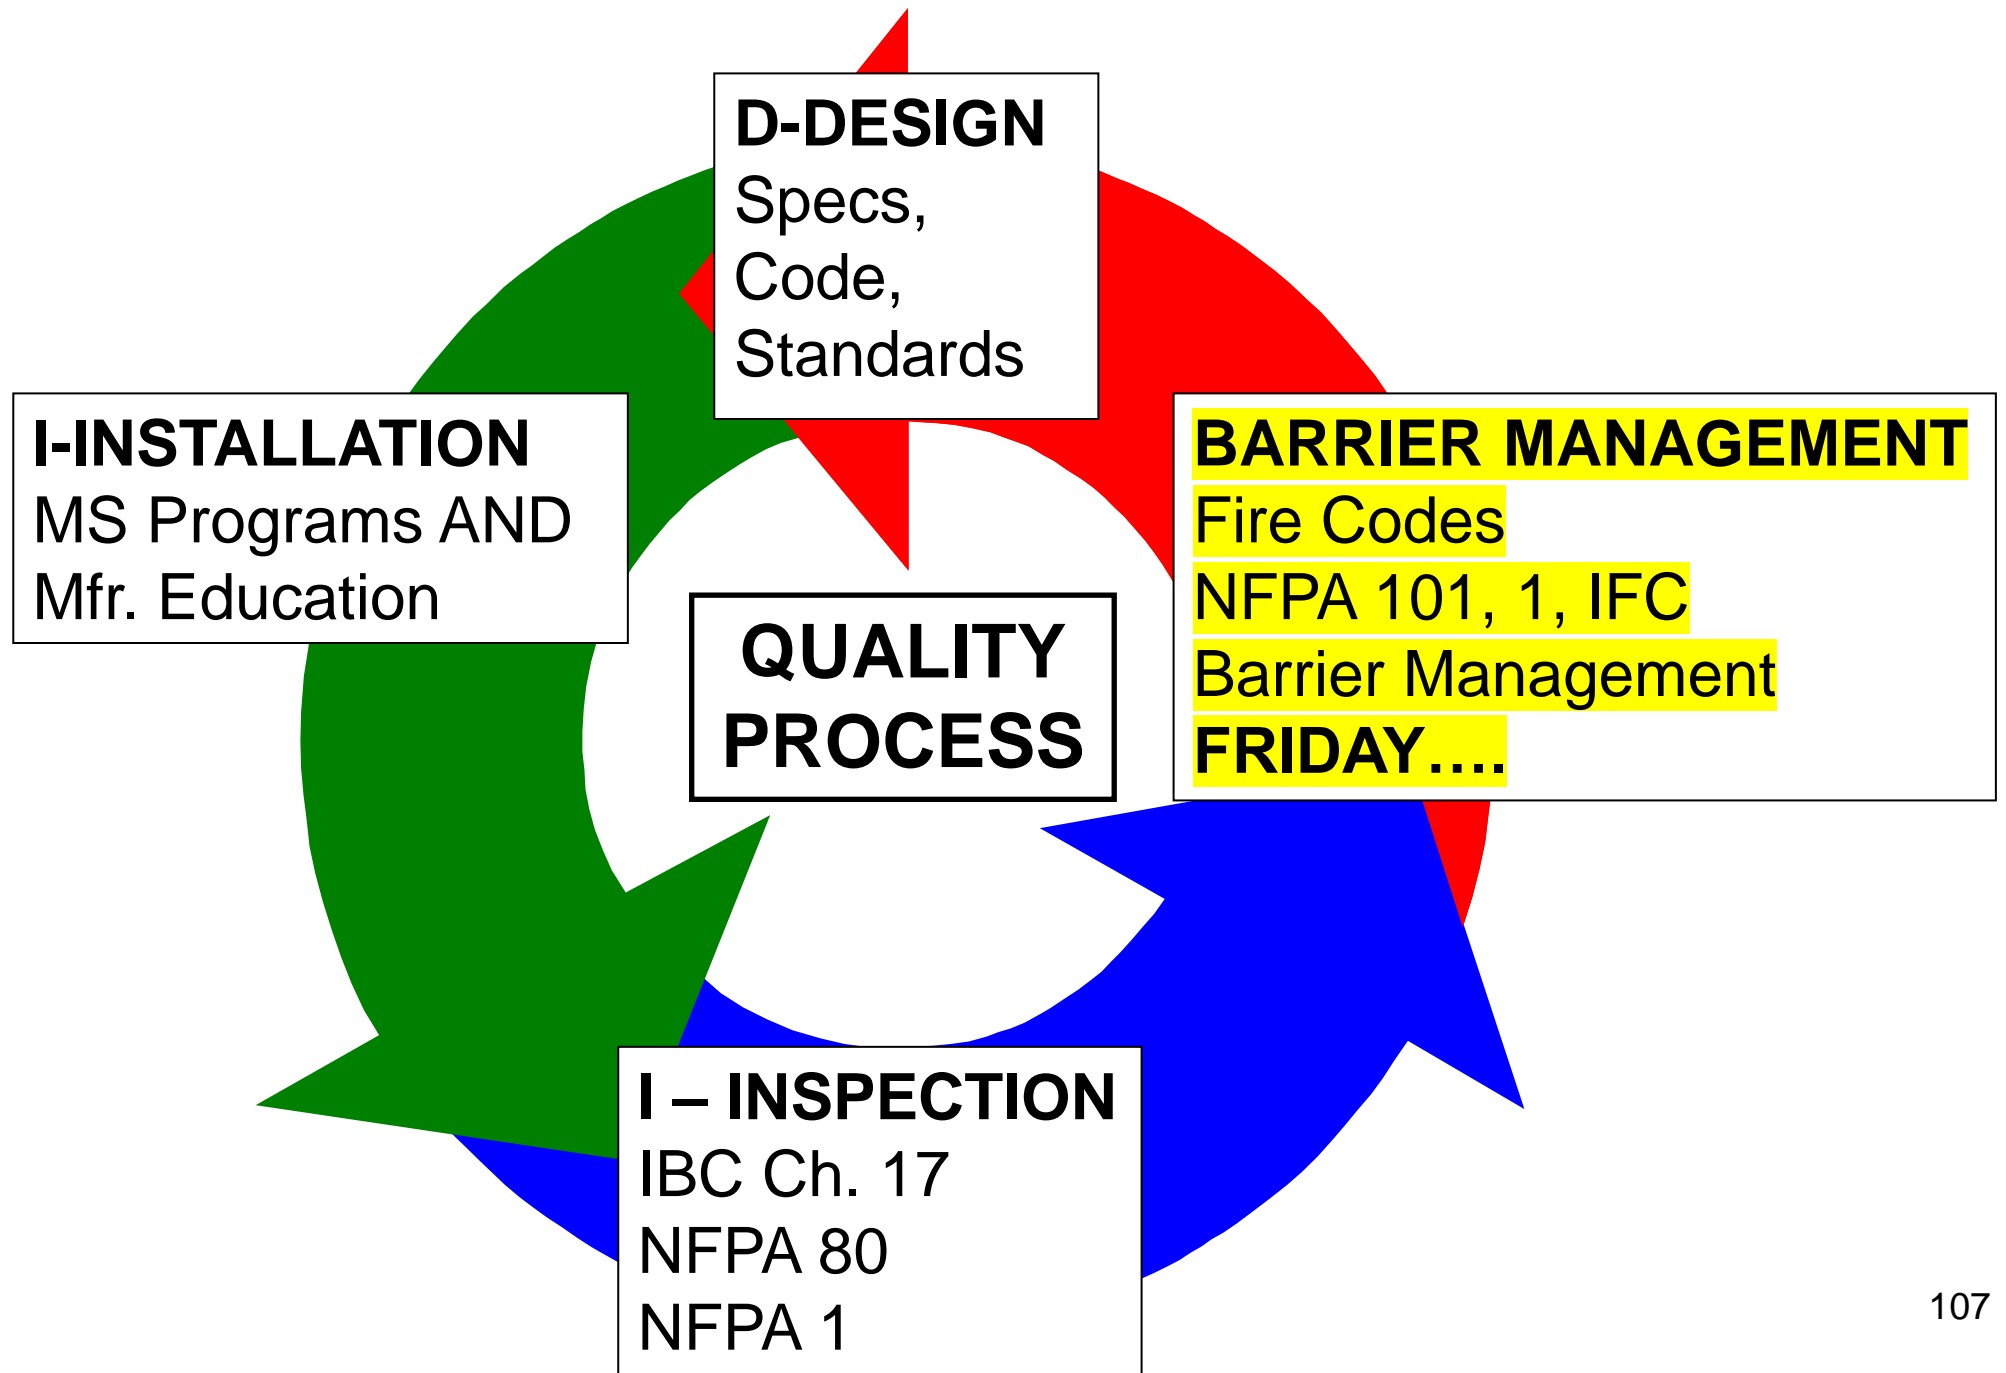 D-DESIGN
Specs,
Code,
Standards
I-INSTALLATION
MS Programs AND
Mfr. Education
BARRIER MANAGEMENT
Fire Codes
NFPA 101, 1, IFC
Barrier Management
FRIDAY….
QUALITY
PROCESS
I – INSPECTION
IBC Ch. 17
NFPA 80
NFPA 1
107